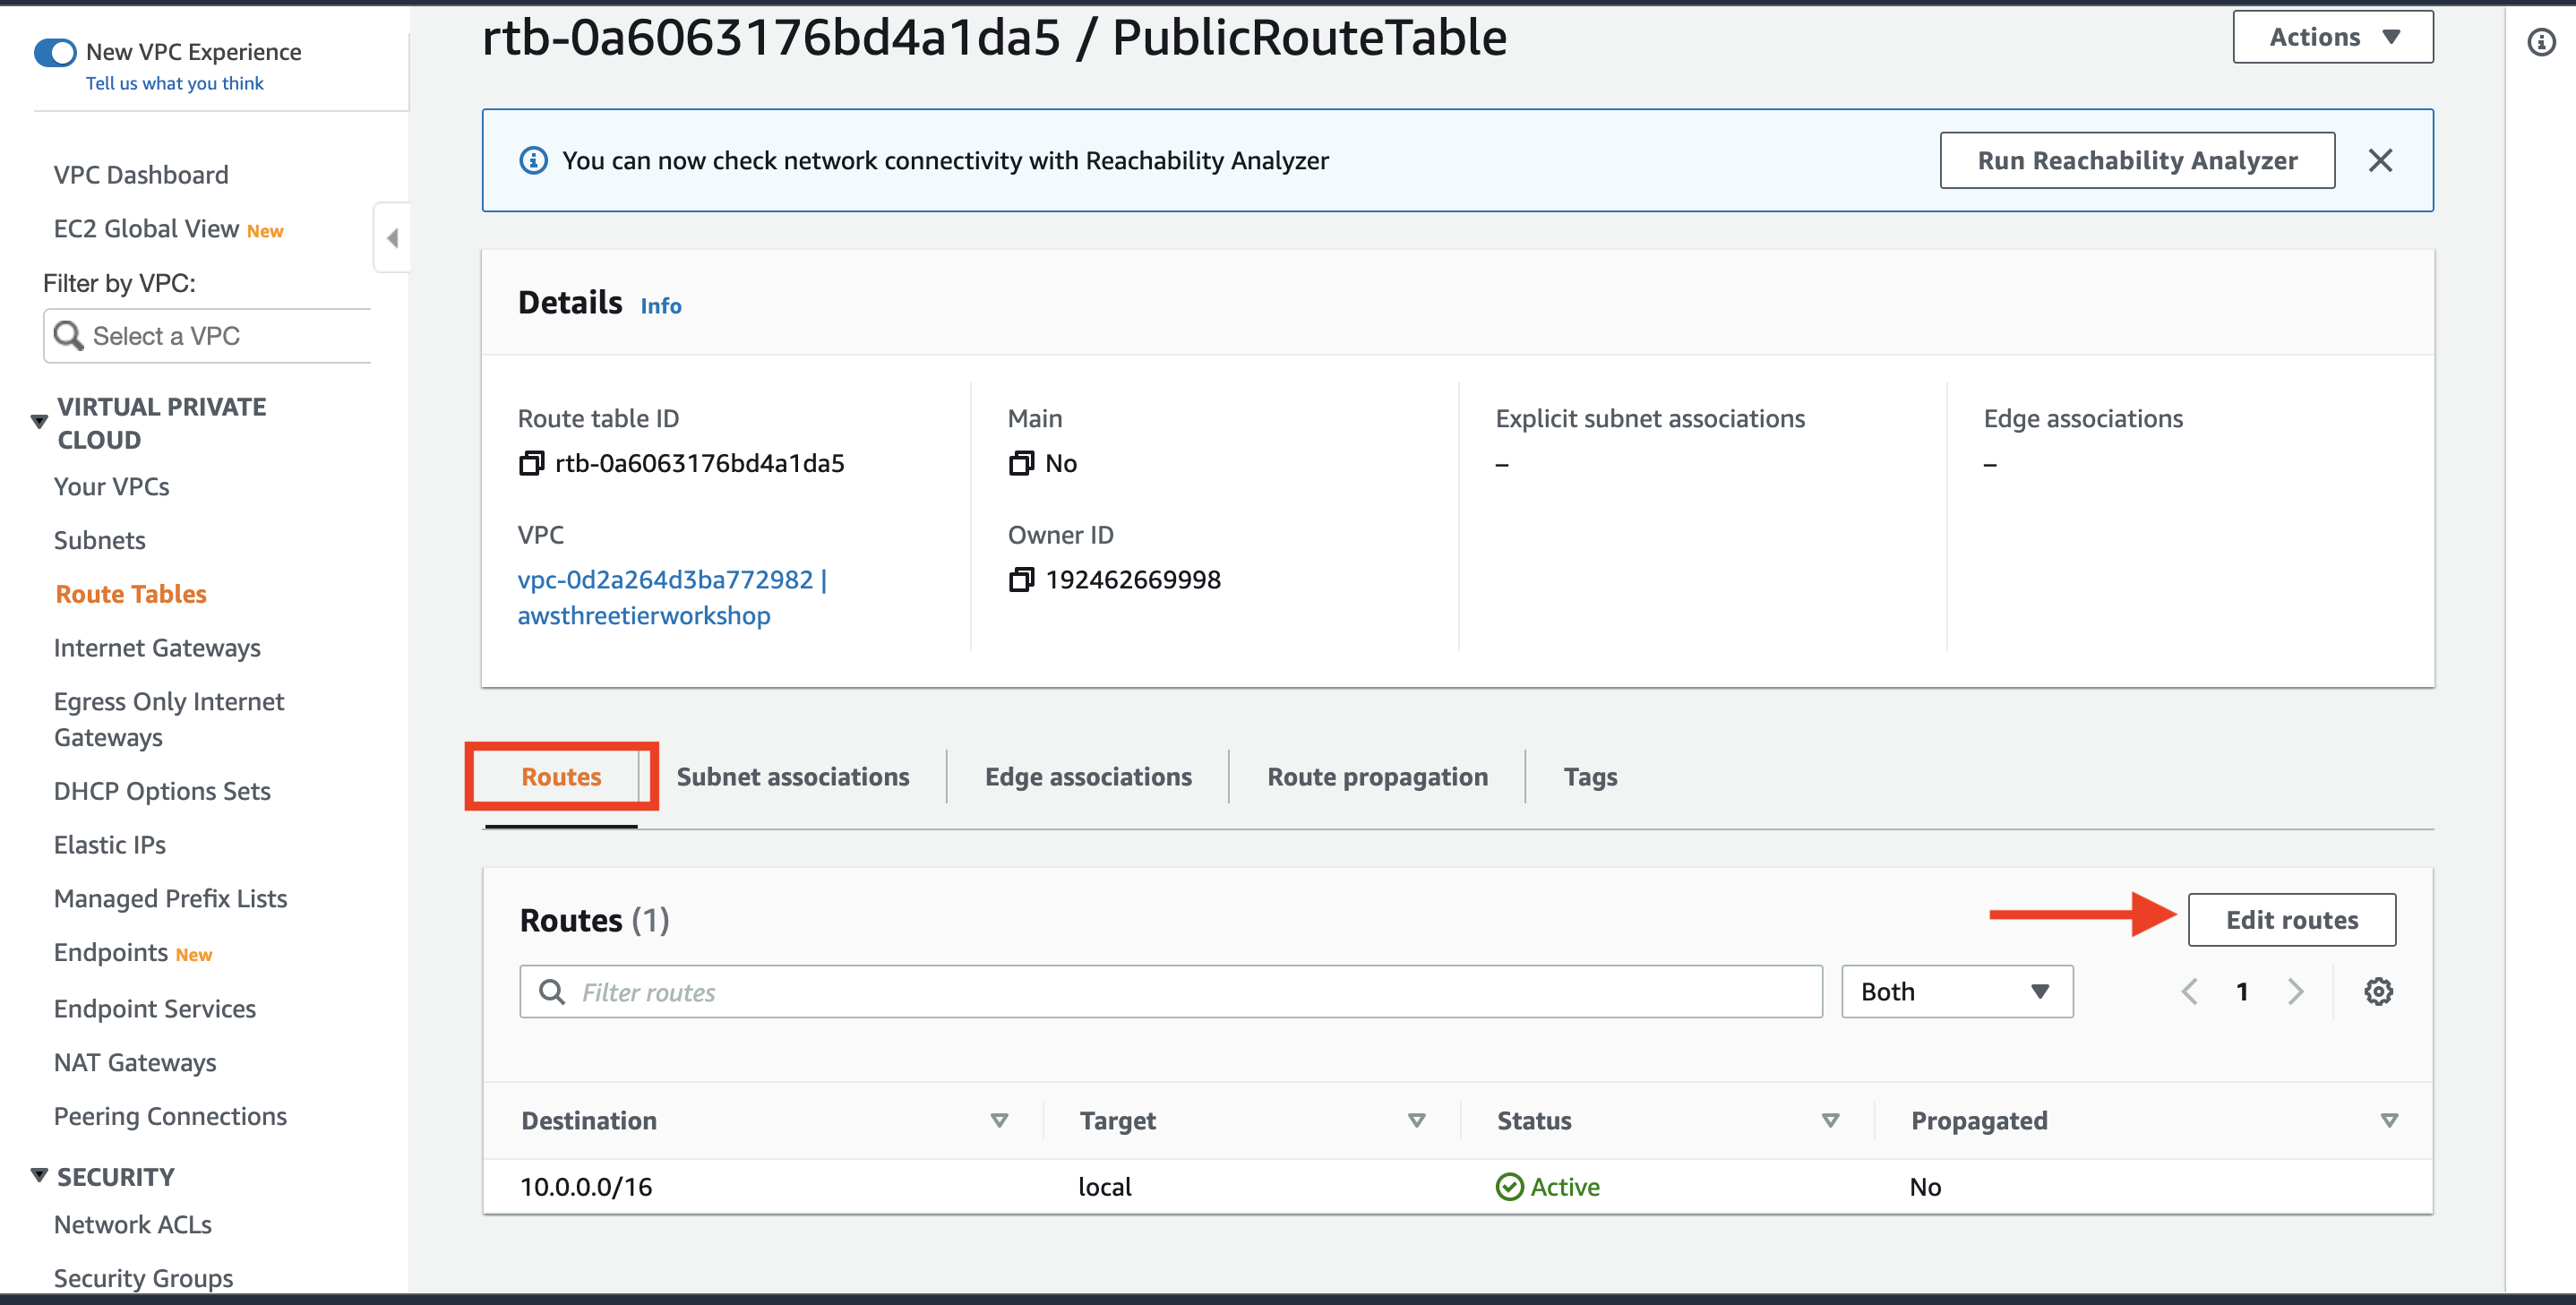 New VPC Experience
Tell us what you think
VPC Dashboard
EC2 Global View New
Filter by VPC:
Select a VPC
VIRTUAL PRIVATE
CLOUD
Your VPCs
Subnets
Route Tables
Internet Gateways
Egress Only Internet
Gateways
DHCP Options Sets
Elastic IPs
Managed Prefix Lists
Endpoints New
Endpoint Services
NAT Gateways
Peering Connections
SECURITY
Network ACLs
Security Groups
rtb-0a6063176bd4a1da5 / PublicRouteTable
Actions
You can now check network connectivity with Reachability Analyzer
Run Reachability Analyzer
Details Info
Route table ID
rtb-0a6063176bd4a1da5
Main
No
Explicit subnet associations
–
Edge associations
–
VPC
vpc-0d2a264d3ba772982 |
awsthreetierworkshop
Owner ID
192462669998
Routes
Subnet associations
Edge associations
Route propagation
Tags
Routes (1)
Edit routes
Filter routes
Both
1
Destination Target Status Propagated
10.0.0.0/16 local Active No